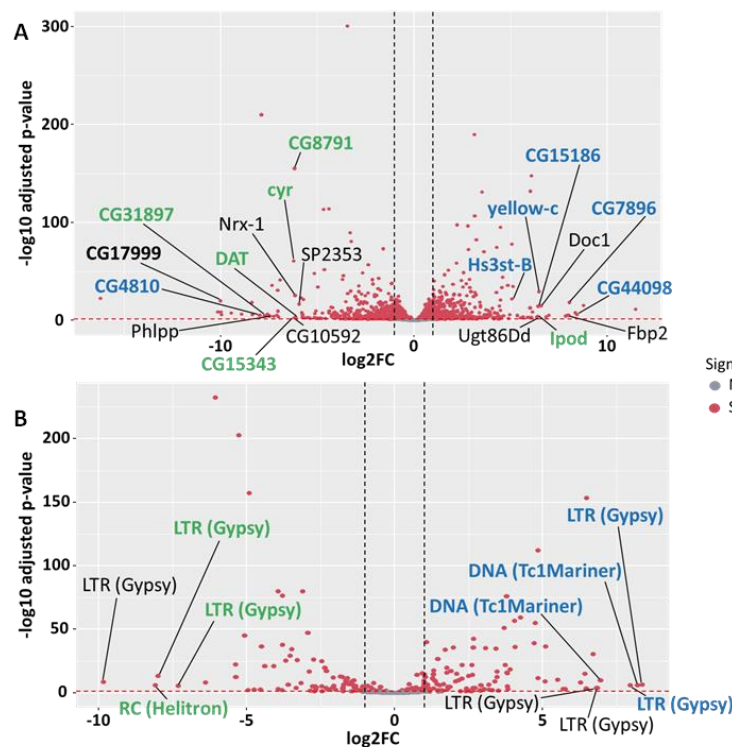 A
-log10 adjusted p-value
300
200
100
0
CG8791
CG15186
cyr
CG31897
yellow-c
CG7896
Nrx-1
CG17999
DAT
SP2353
Doc1
Hs3st-B
CG4810
CG44098
Phlpp
CG10592
Ugt86Dd
Ipod
Fbp2
CG15343
-10
0
10
log2FC
Sign
N
S
B
-log10 adjusted p-value
200
150
100
50
0
LTR (Gypsy)
LTR (Gypsy)
LTR (Gypsy)
DNA (Tc1Mariner)
LTR (Gypsy)
DNA (Tc1Mariner)
RC (Helitron)
LTR (Gypsy)
LTR (Gypsy)
LTR (Gypsy)
-10
-5
0
5
log2FC